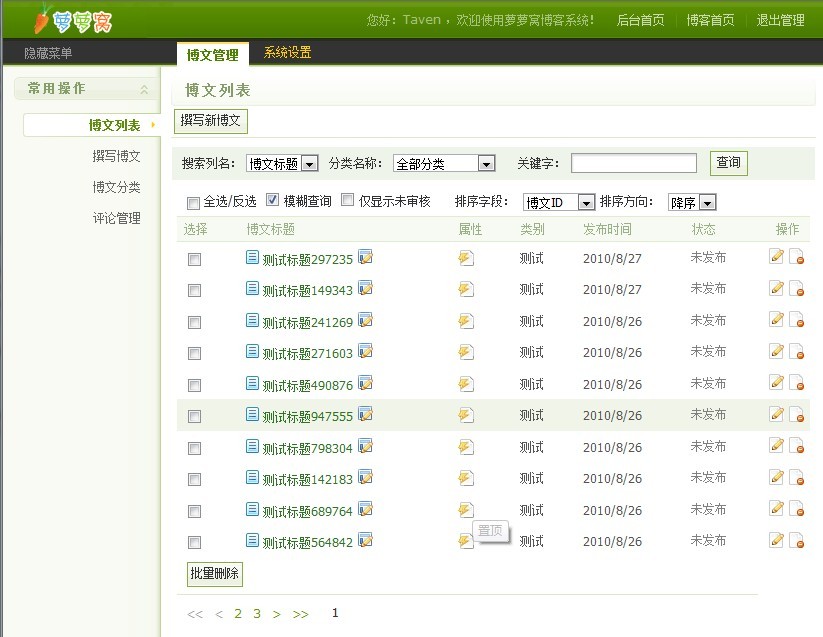 萝萝窝
您好：Taven ，欢迎使用萝萝窝博客系统！ 后台首页 博客首页 退出管理
隐藏菜单 博文管理 系统设置
常用操作
博文列表
撰写博文
博文分类
评论管理
博文列表
撰写新博文
搜索列名： 博文标题 分类名称： 全部分类 关键字： 查询
全选/反选 模糊查询 仅显示未审核 排序字段： 博文ID 排序方向： 降序
选择 博文标题 属性 类别 发布时间 状态 操作
测试标题297235 测试 2010/8/27 未发布
测试标题149343 测试 2010/8/27 未发布
测试标题241269 测试 2010/8/26 未发布
测试标题271603 测试 2010/8/26 未发布
测试标题490876 测试 2010/8/26 未发布
测试标题947555 测试 2010/8/26 未发布
测试标题798304 测试 2010/8/26 未发布
测试标题142183 测试 2010/8/26 未发布
测试标题689764 测试 2010/8/26 未发布
置顶
测试标题564842 测试 2010/8/26 未发布
批量删除
<< < 2 3 > >> 1